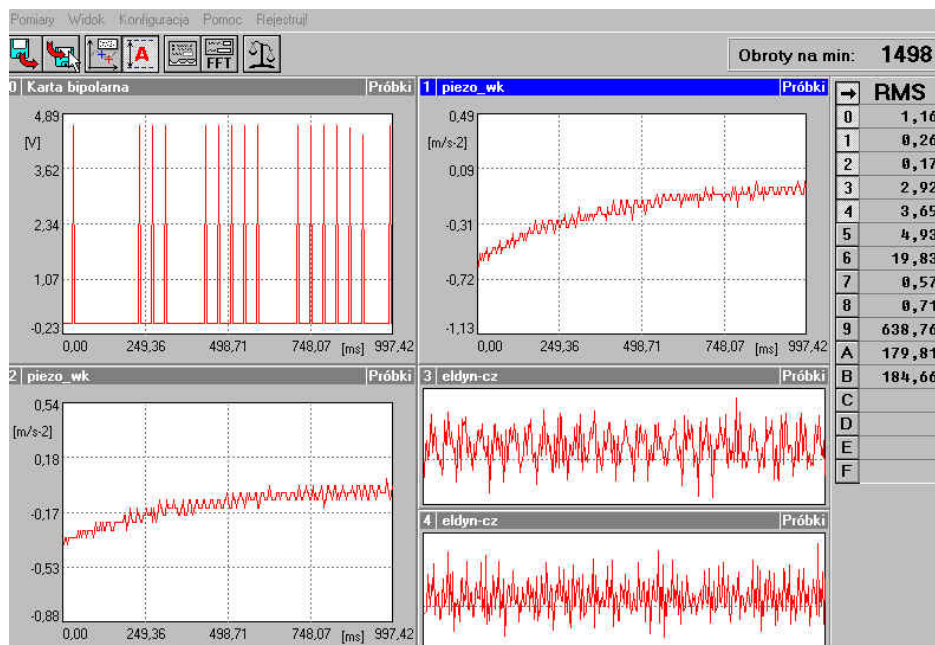 Pomiary Widok Konfiguracja Pomoc Rejestruj!
A FFT
Obroty na min: 1498
0 Karta bipolarna Próbki
4,89
[V]
3,62
2,34
1,07
-0,23
0,00 249,36 498,71 748,07 [ms] 997,42
1 piezo_wk Próbki
0,49
[m/s-2]
0,09
-0,31
-0,72
-1,13
0,00 249,36 498,71 748,07 [ms] 997,42
2 piezo_wk Próbki
0,54
[m/s-2]
0,18
-0,17
-0,53
-0,88
0,00 249,36 498,71 748,07 [ms] 997,42
3 eldyn-cz Próbki
4 eldyn-cz Próbki
→ RMS
0 1,16
1 0,26
2 0,17
3 2,92
4 3,65
5 4,93
6 19,83
7 0,57
8 0,71
9 638,76
A 179,81
B 184,66
C
D
E
F